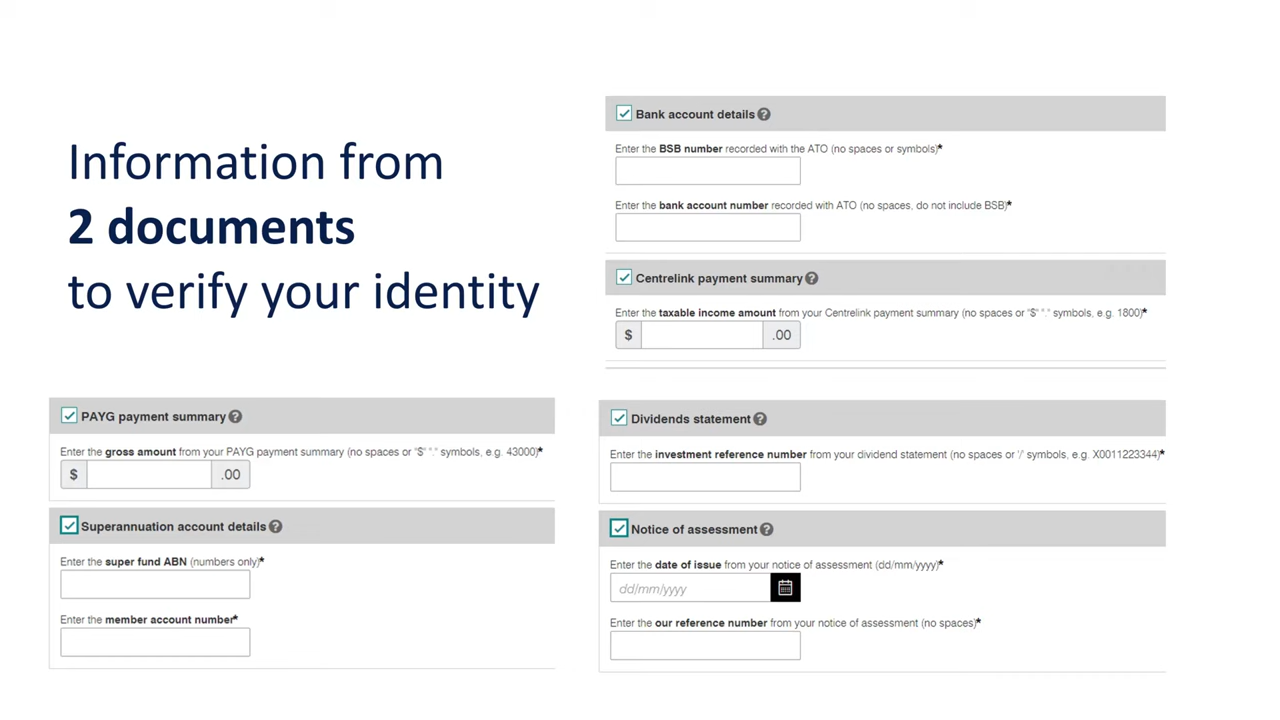 Information from
2 documents
to verify your identity
Bank account details ?
Enter the BSB number recorded with the ATO (no spaces or symbols)*
Enter the bank account number recorded with ATO (no spaces, do not include BSB)*
Centrelink payment summary ?
Enter the taxable income amount from your Centrelink payment summary (no spaces or "$" "." symbols, e.g. 1800)*
$ .00
PAYG payment summary ?
Enter the gross amount from your PAYG payment summary (no spaces or "$" "." symbols, e.g. 43000)*
$ .00
Superannuation account details ?
Enter the super fund ABN (numbers only)*
Enter the member account number*
Dividends statement ?
Enter the investment reference number from your dividend statement (no spaces or '/' symbols, e.g. X0011223344)*
Notice of assessment ?
Enter the date of issue from your notice of assessment (dd/mm/yyyy)*
dd/mm/yyyy
Enter the our reference number from your notice of assessment (no spaces)*